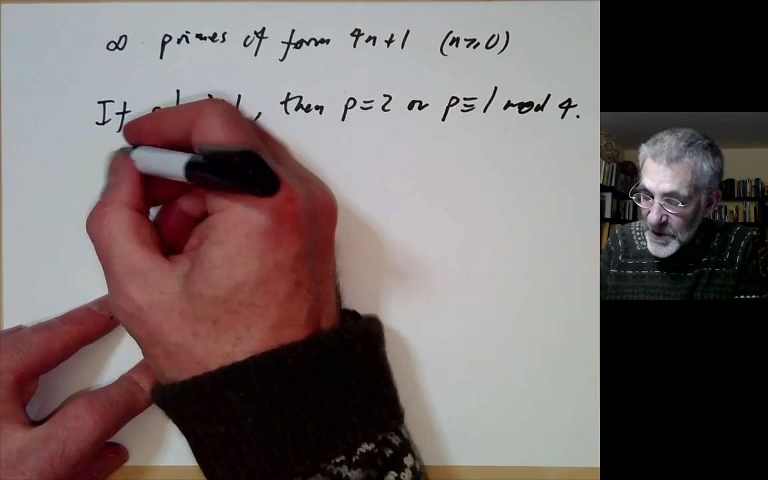 ∞ primes of form 4n+1 (n≥0)
If , then p=2 or p≡1 mod 4.